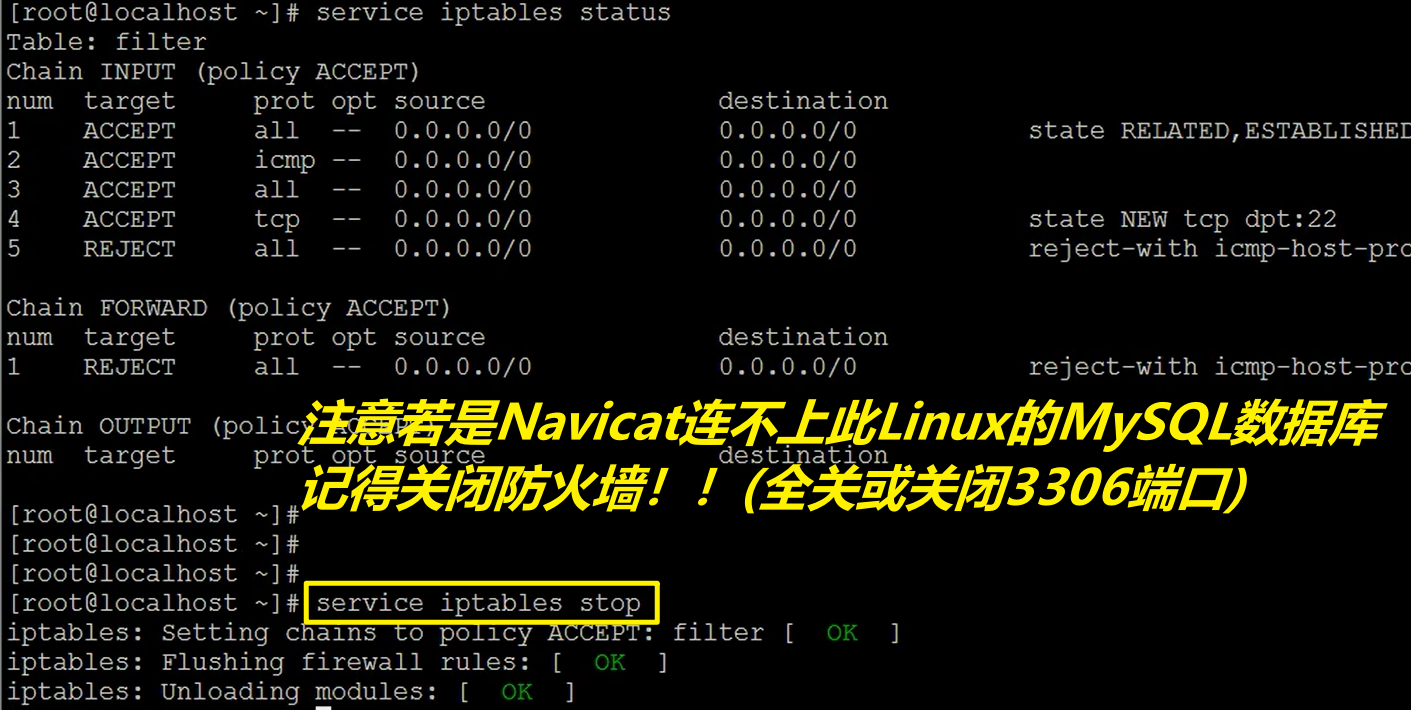 [root@localhost ~]# service iptables status
Table: filter
Chain INPUT (policy ACCEPT)
num target prot opt source destination
1 ACCEPT all -- 0.0.0.0/0 0.0.0.0/0 state RELATED,ESTABLISHED
2 ACCEPT icmp -- 0.0.0.0/0 0.0.0.0/0
3 ACCEPT all -- 0.0.0.0/0 0.0.0.0/0
4 ACCEPT tcp -- 0.0.0.0/0 0.0.0.0/0 state NEW tcp dpt:22
5 REJECT all -- 0.0.0.0/0 0.0.0.0/0 reject-with icmp-host-pro
Chain FORWARD (policy ACCEPT)
num target prot opt source destination
1 REJECT all -- 0.0.0.0/0 0.0.0.0/0 reject-with icmp-host-pro
Chain OUTPUT (policy ACCEPT)
num target prot opt source destination
注意若是Navicat连不上此Linux的MySQL数据库
记得关闭防火墙！！(全关或关闭3306端口)
[root@localhost ~]#
[root@localhost ~]#
[root@localhost ~]#
[root@localhost ~]# service iptables stop
iptables: Setting chains to policy ACCEPT: filter [ OK ]
iptables: Flushing firewall rules: [ OK ]
iptables: Unloading modules: [ OK ]